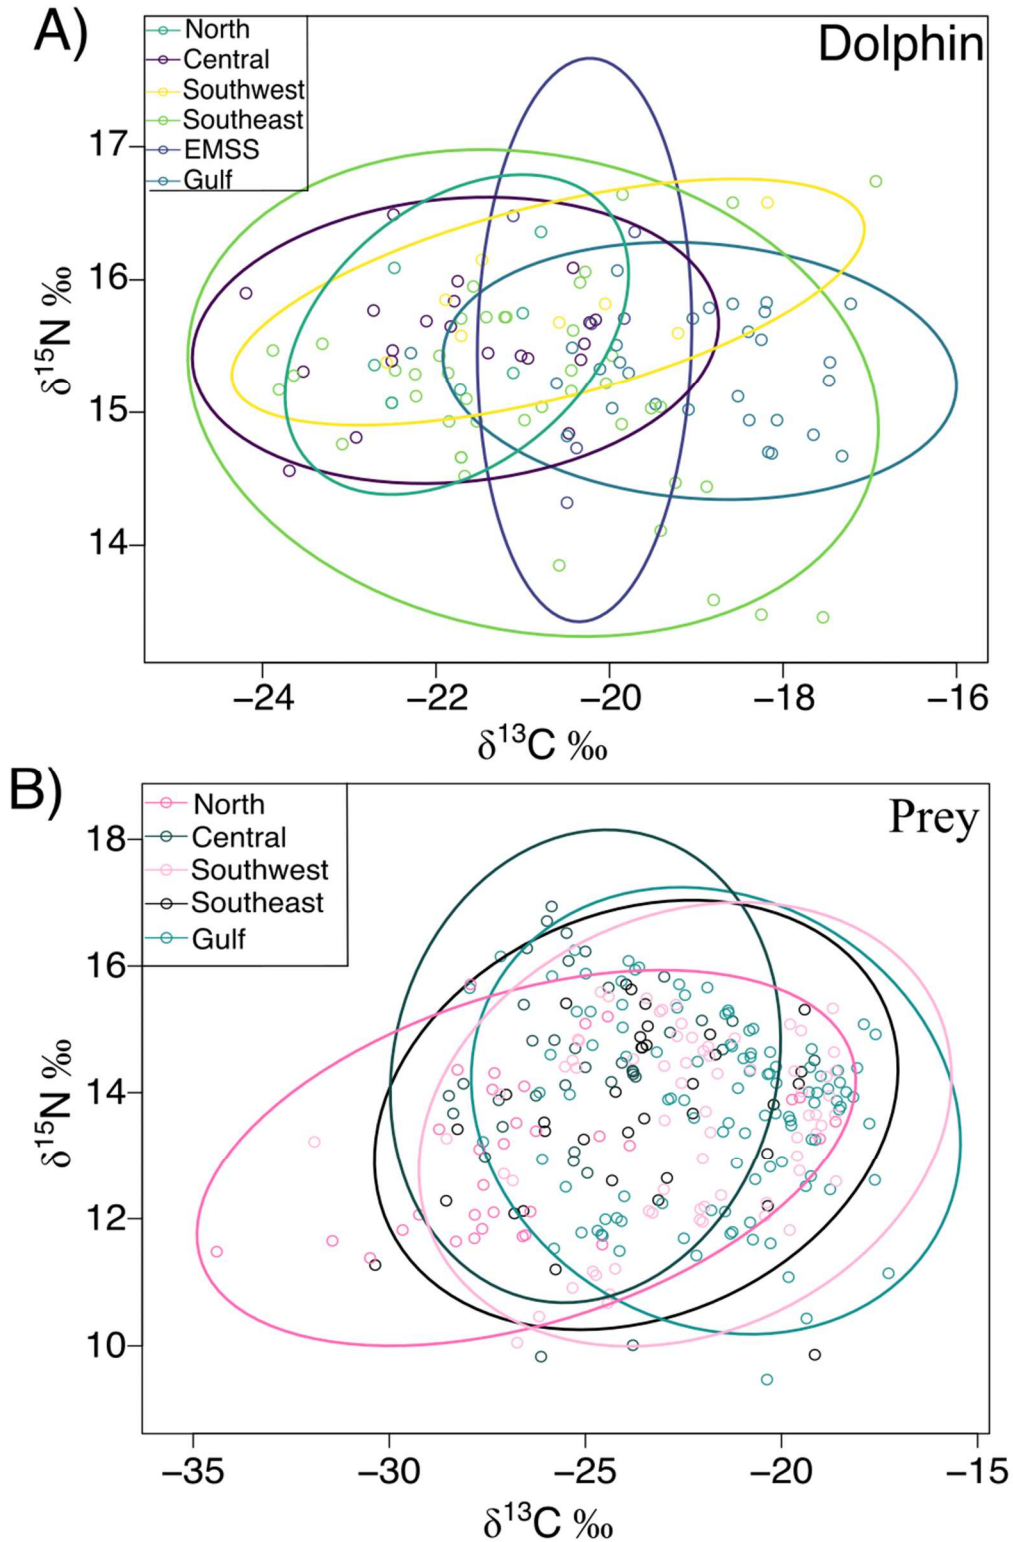 A)
North
Central
Southwest
Southeast
EMSS
Gulf
Dolphin
17
16
15
14
δ¹⁵N ‰
−24 −22 −20 −18 −16
δ¹³C ‰
B)
North
Central
Southwest
Southeast
Gulf
Prey
18
16
14
12
10
δ¹⁵N ‰
−35 −30 −25 −20 −15
δ¹³C ‰